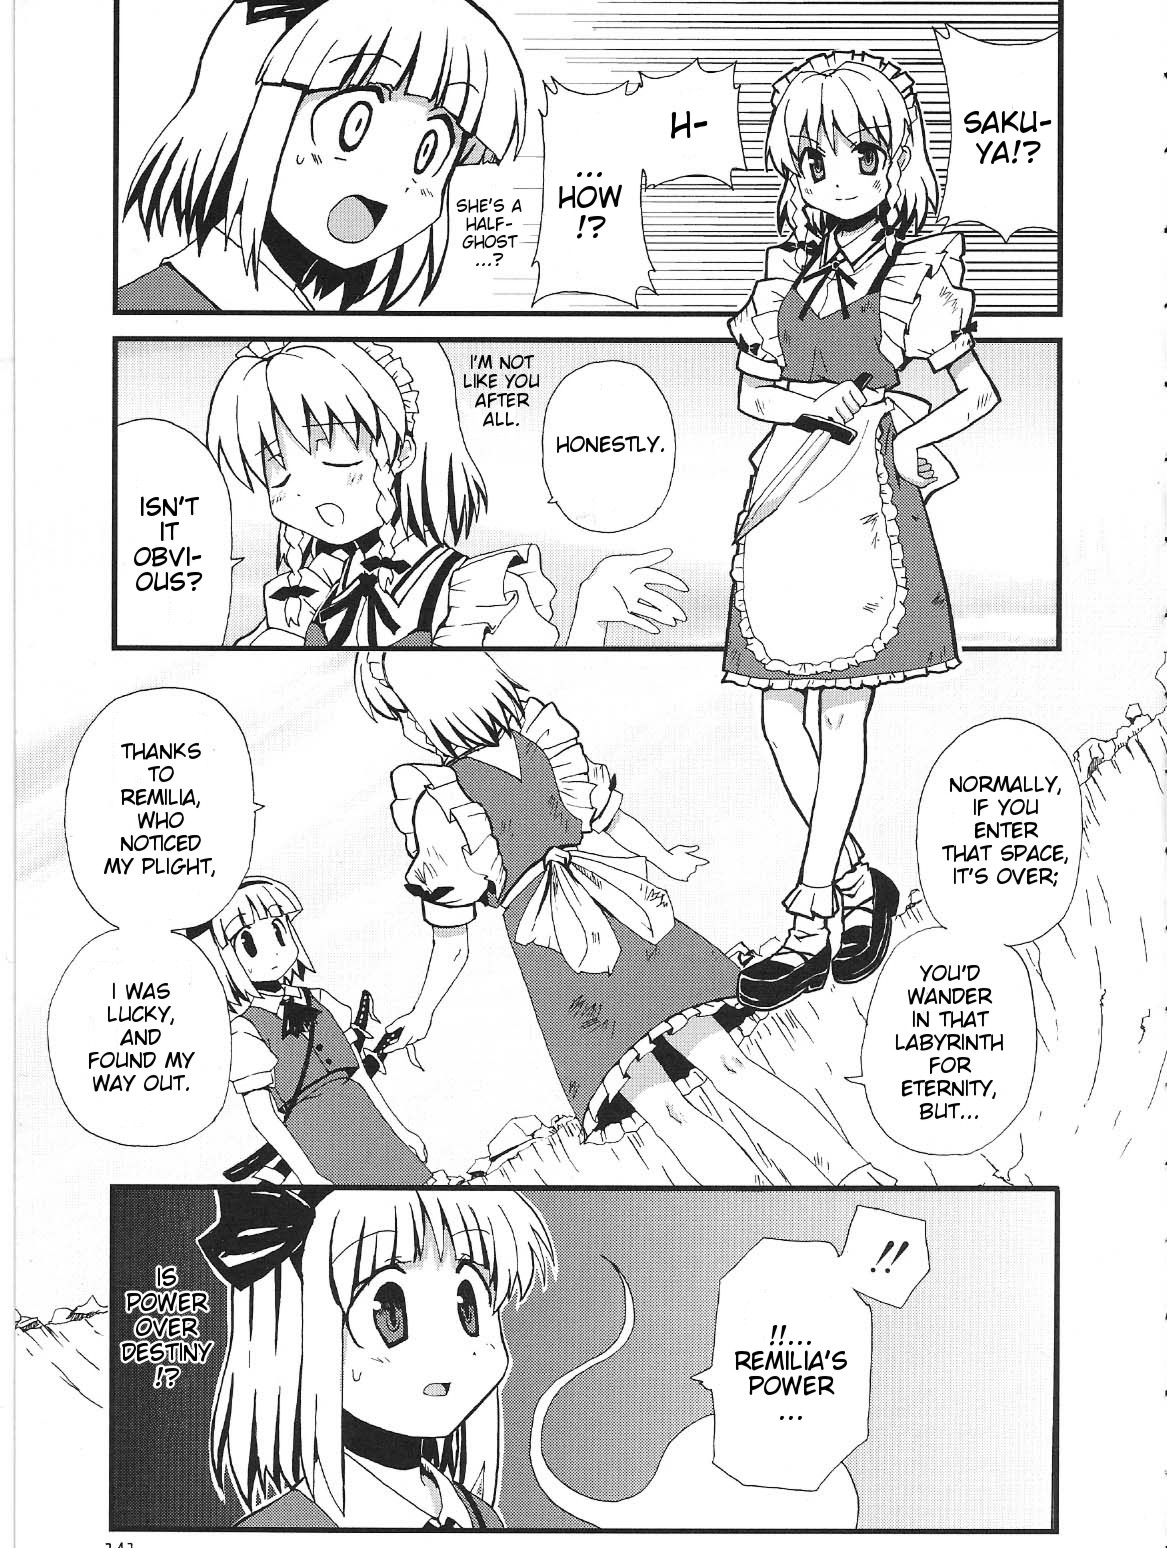 SAKU-
YA!?
H-
...
HOW
!?
SHE'S A
HALF-
GHOST
...?
HONESTLY.
I'M NOT
LIKE YOU
AFTER
ALL.
ISN'T
IT
OBVI-
OUS?
NORMALLY,
IF YOU
ENTER
THAT SPACE,
IT'S OVER;
YOU'D
WANDER
IN THAT
LABYRINTH
FOR
ETERNITY,
BUT...
THANKS
TO
REMILIA,
WHO
NOTICED
MY PLIGHT,
I WAS
LUCKY,
AND
FOUND MY
WAY OUT.
!!
!!...
REMILIA'S
POWER
...
IS
POWER
OVER
DESTINY
!?
141